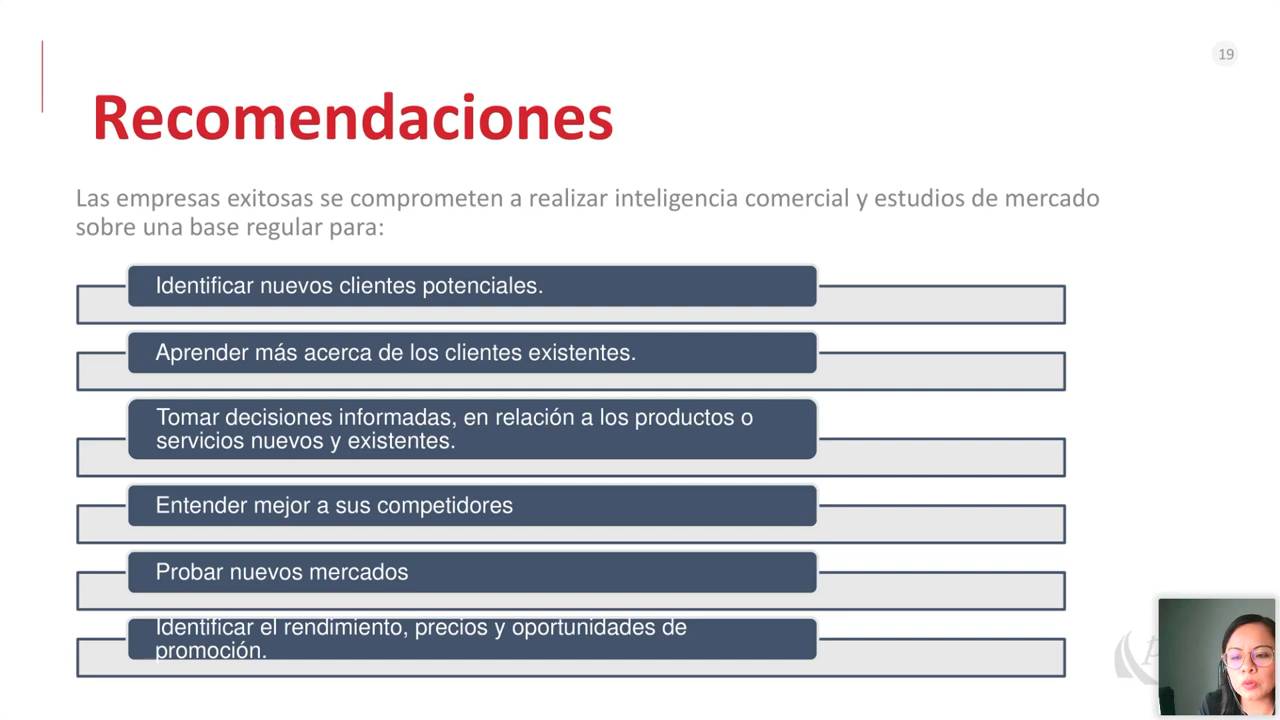 19
Recomendaciones
Las empresas exitosas se comprometen a realizar inteligencia comercial y estudios de mercado
sobre una base regular para:
Identificar nuevos clientes potenciales.
Aprender más acerca de los clientes existentes.
Tomar decisiones informadas, en relación a los productos o
servicios nuevos y existentes.
Entender mejor a sus competidores
Probar nuevos mercados
Identificar el rendimiento, precios y oportunidades de
promoción.